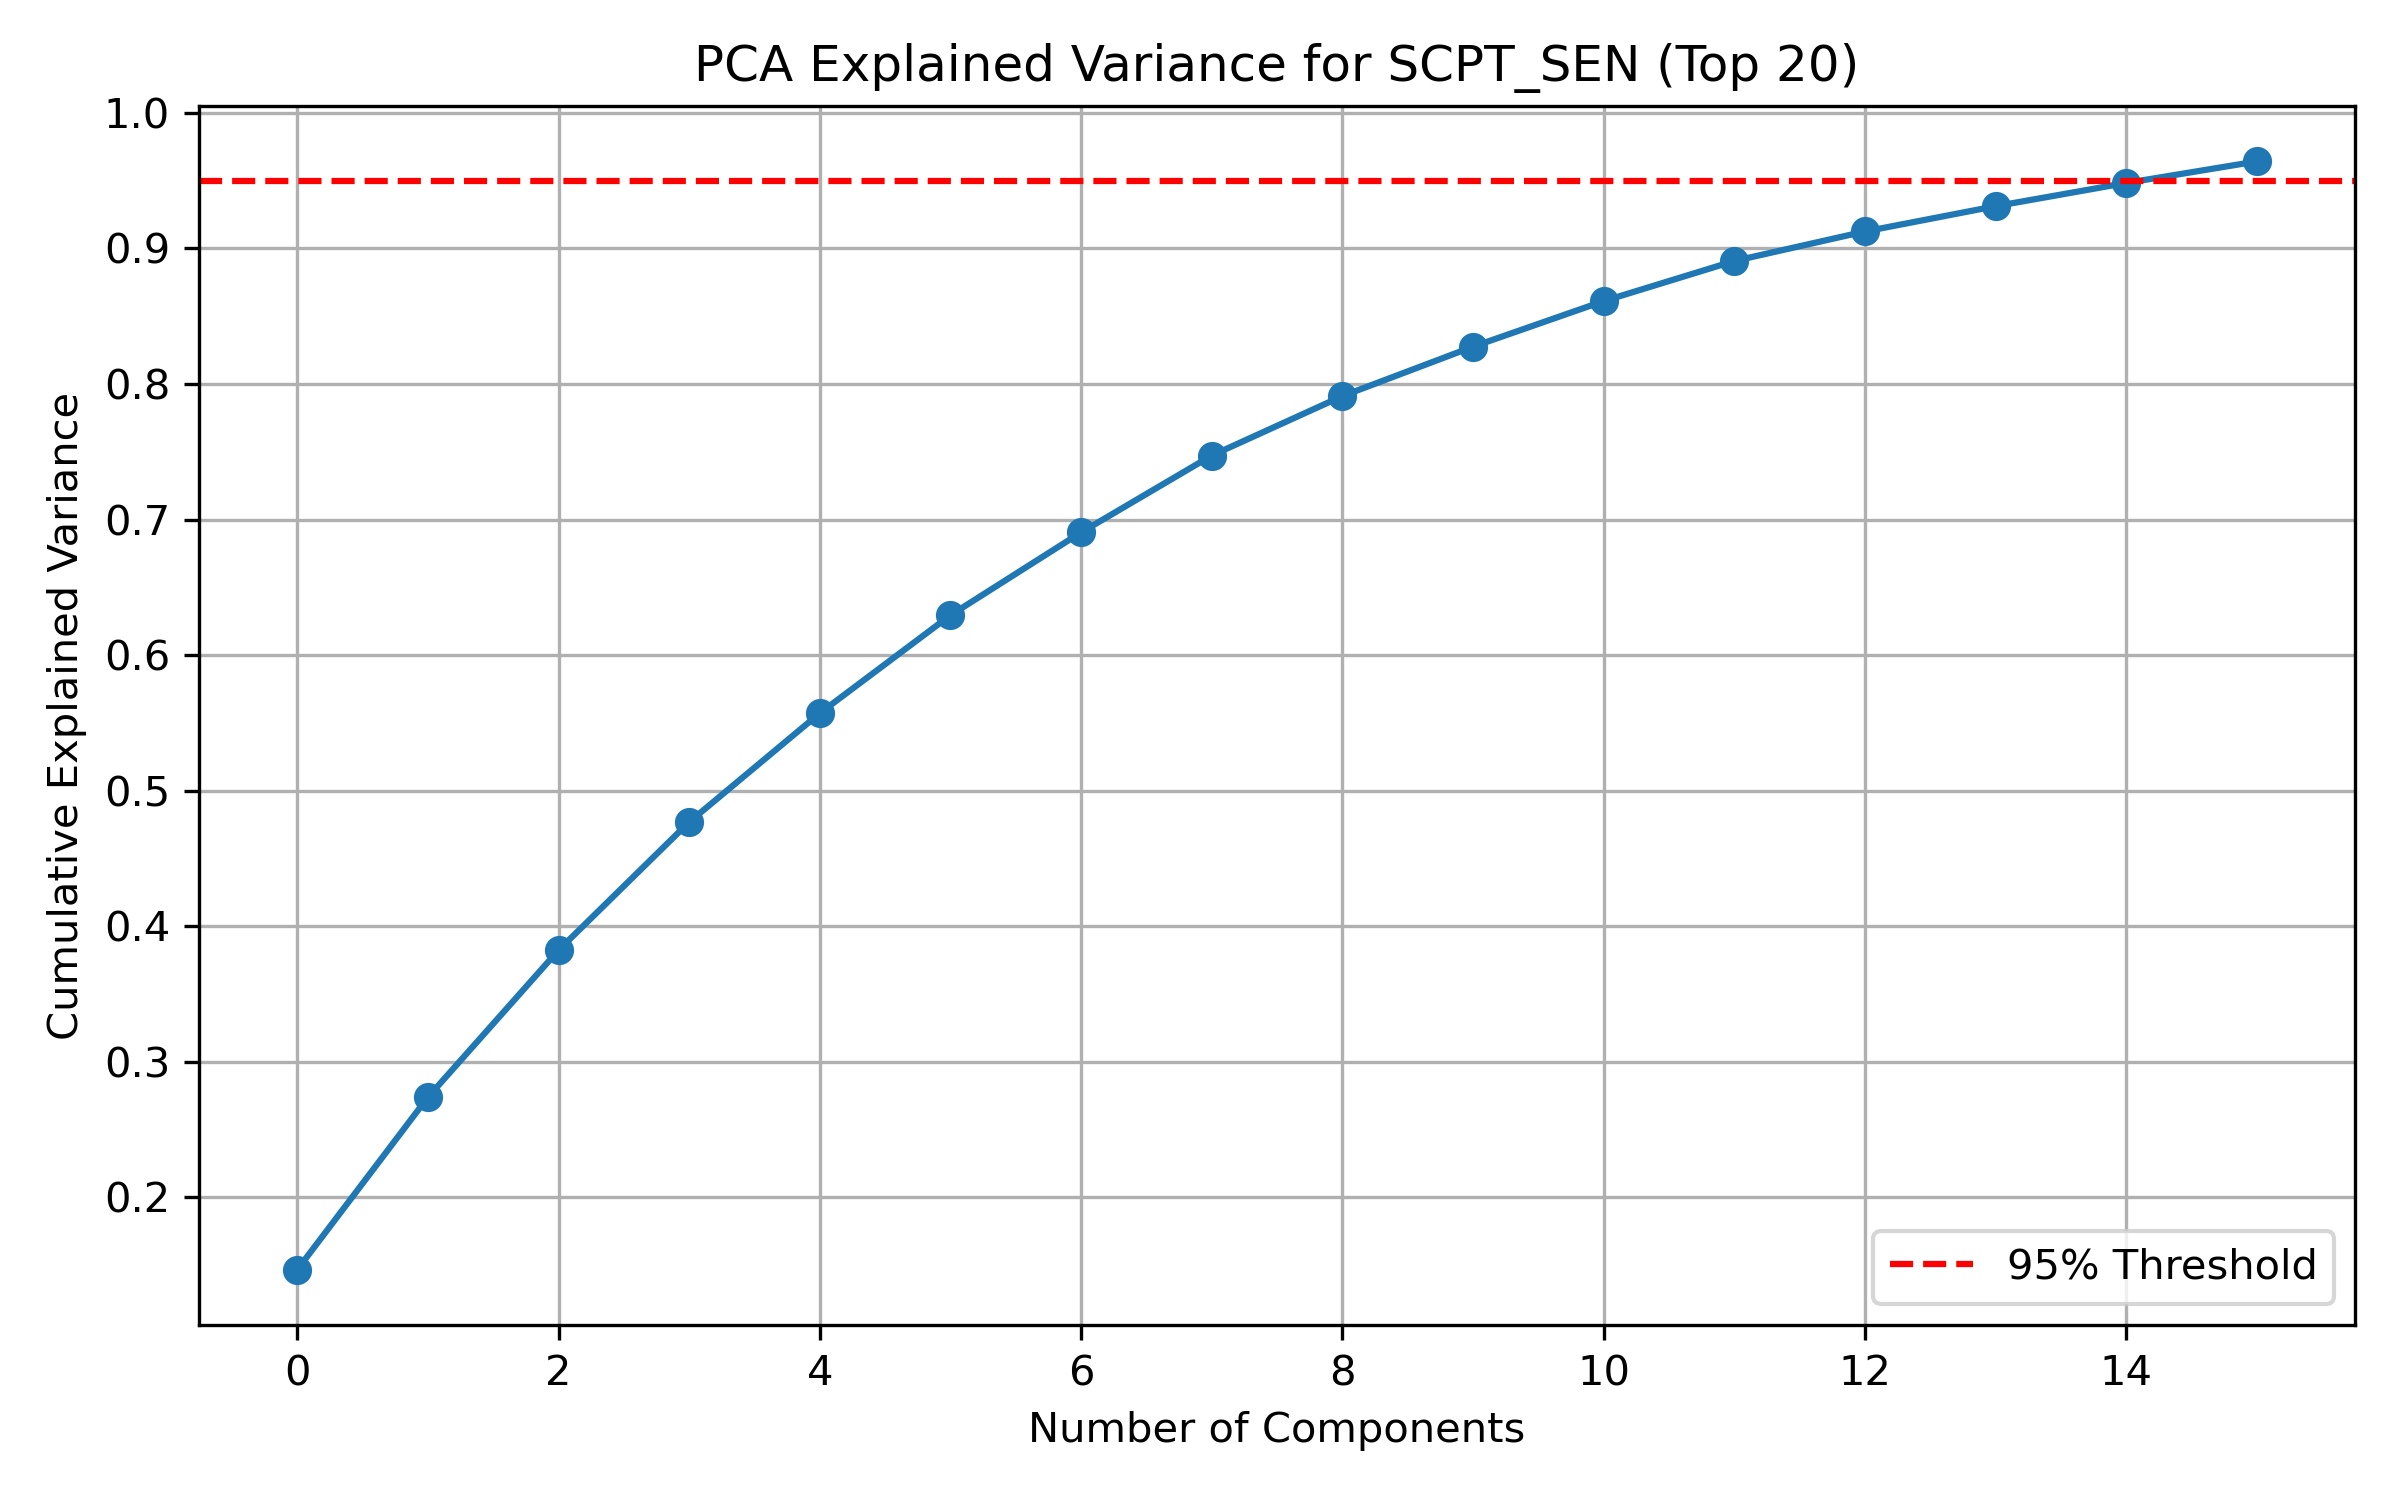 PCA Explained Variance for SCPT_SEN (Top 20)
Cumulative Explained Variance
1.0
0.9
0.8
0.7
0.6
0.5
0.4
0.3
0.2
95% Threshold
0 2 4 6 8 10 12 14
Number of Components